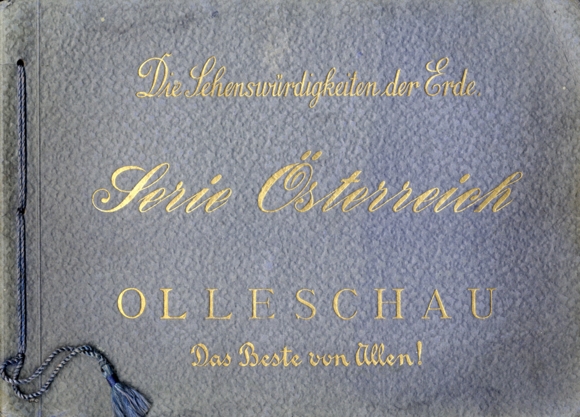 Die Sehenswürdigkeiten der Erde.
Serie Österreich
OLLESCHAU
Das Beste von Allen!